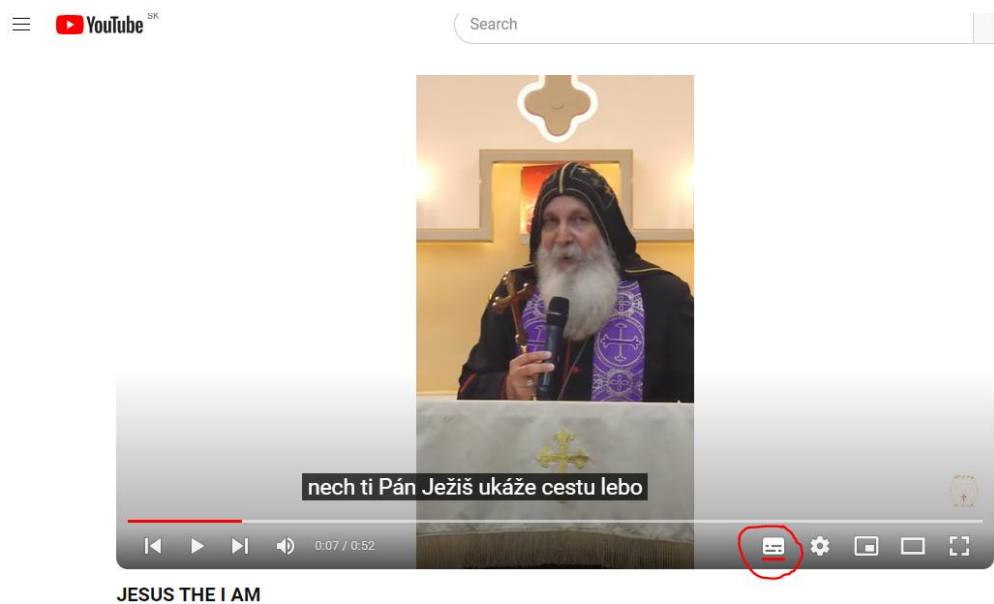 YouTube SK
Search
nech ti Pán Ježiš ukáže cestu lebo
0:07 / 0:52
JESUS THE I AM